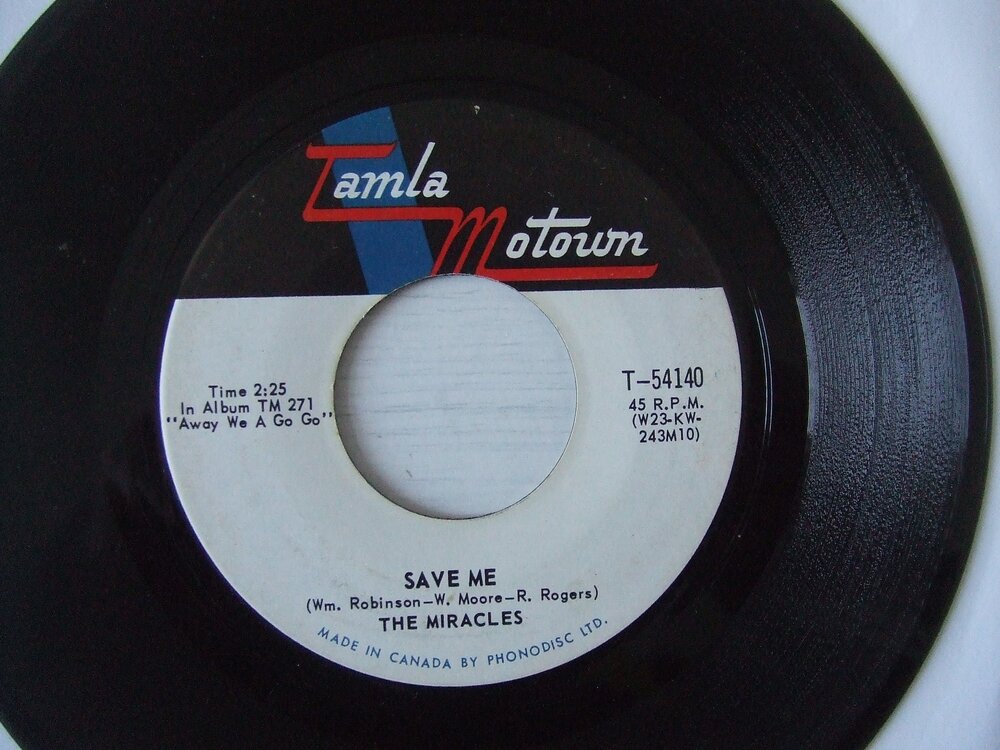 Tamla
Motown
Time 2:25
In Album TM 271
"Away We A Go Go"
T-54140
45 R.P.M.
(W23-KW-
243M10)
SAVE ME
(Wm. Robinson-W. Moore-R. Rogers)
THE MIRACLES
MADE IN CANADA BY PHONODISC LTD.